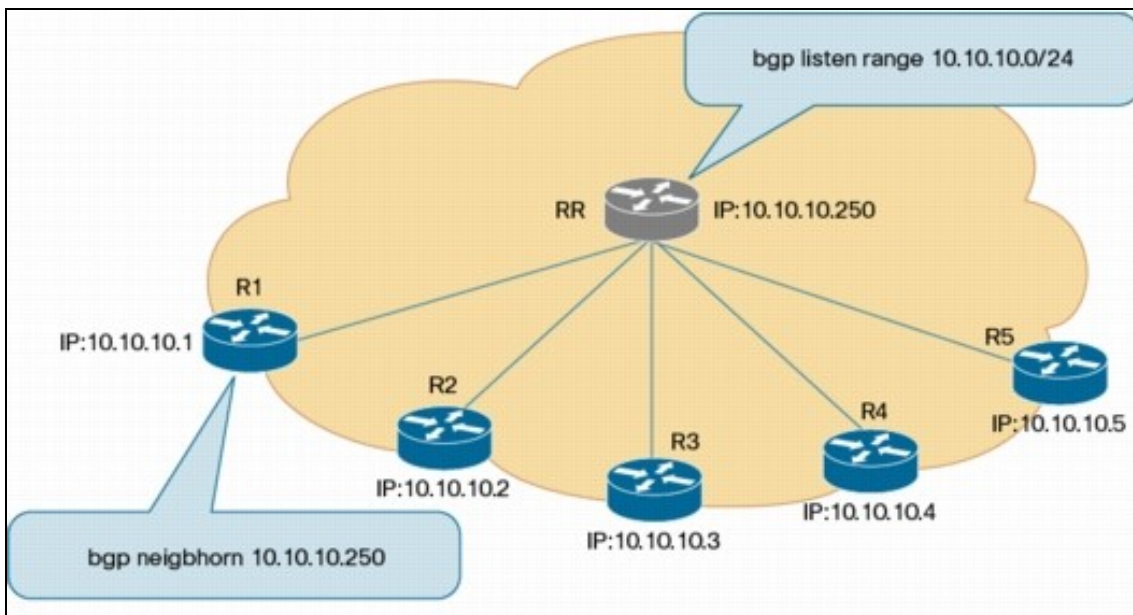 bgp listen range 10.10.10.0/24
RR
IP:10.10.10.250
R1
IP:10.10.10.1
R2
IP:10.10.10.2
R3
IP:10.10.10.3
R4
IP:10.10.10.4
R5
IP:10.10.10.5
bgp neigbhorn 10.10.10.250